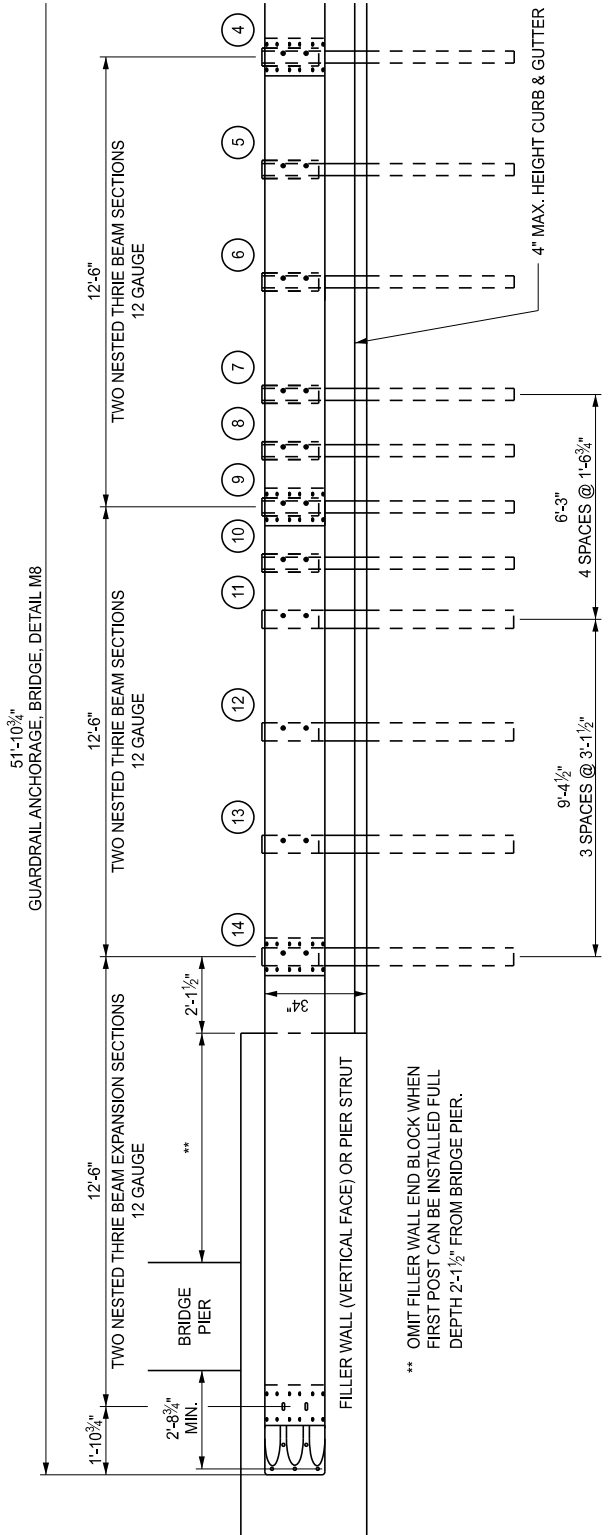 51'-10¾"
GUARDRAIL ANCHORAGE, BRIDGE, DETAIL M8
1'-10¾"
12'-6"
TWO NESTED THRIE BEAM EXPANSION SECTIONS
12 GAUGE
12'-6"
TWO NESTED THRIE BEAM SECTIONS
12 GAUGE
12'-6"
TWO NESTED THRIE BEAM SECTIONS
12 GAUGE
2'-8¾"
MIN.
BRIDGE
PIER
**
2'-1½"
14
13
12
11
10
9
8
7
6
5
4
34"
FILLER WALL (VERTICAL FACE) OR PIER STRUT
4" MAX. HEIGHT CURB & GUTTER
** OMIT FILLER WALL END BLOCK WHEN
FIRST POST CAN BE INSTALLED FULL
DEPTH 2'-1½" FROM BRIDGE PIER.
9'-4½"
3 SPACES @ 3'-1½"
6'-3"
4 SPACES @ 1'-6¾"